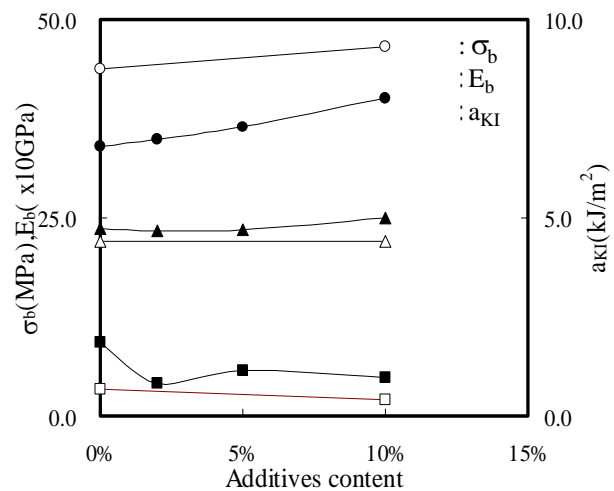 50.0
25.0
0.0
σb(MPa),Eb( x10GPa)
: σb
: Eb
: aKI
10.0
5.0
0.0
aKI(kJ/m2)
0% 5% 10% 15%
Additives content